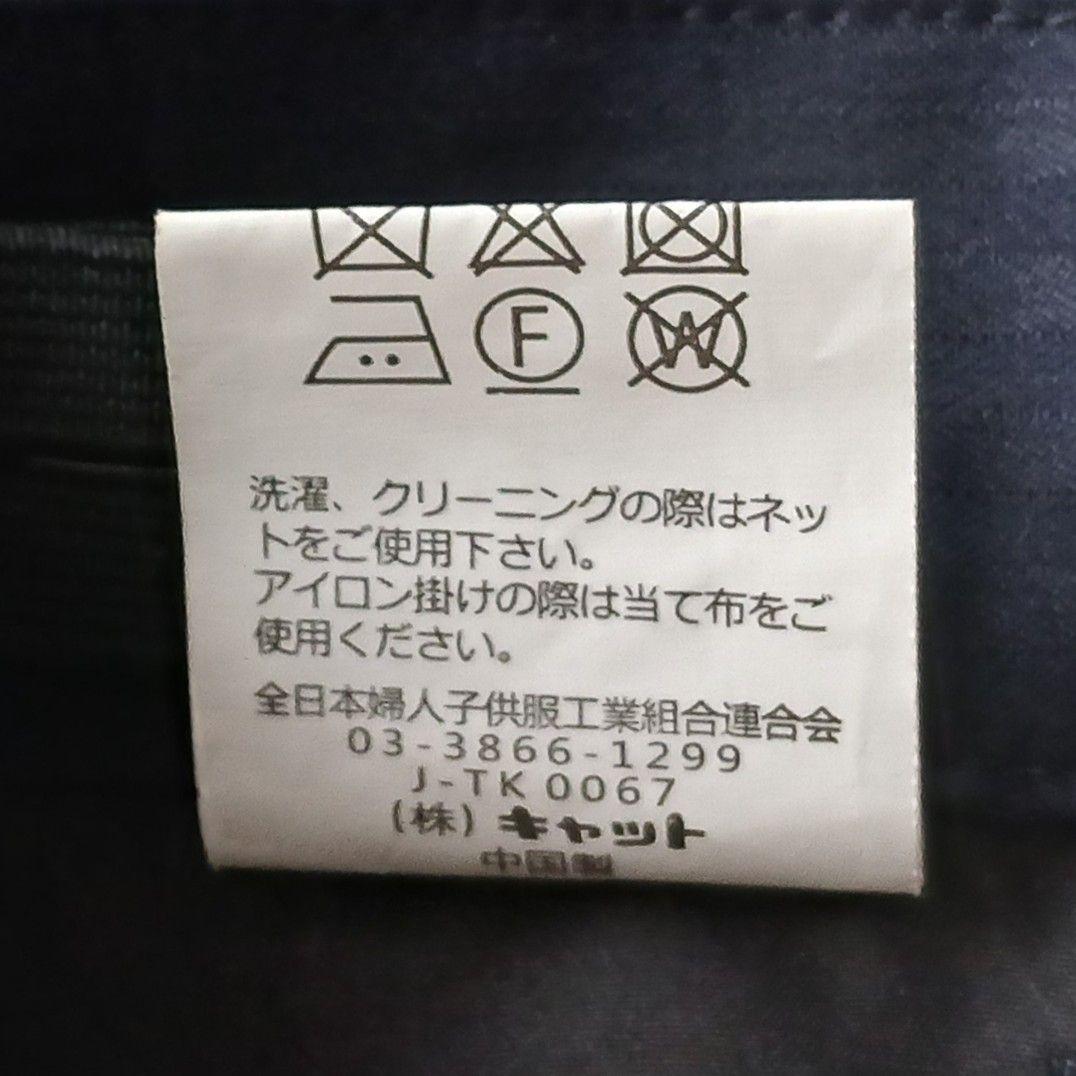 F
W
洗濯、クリーニングの際はネッ
トをご使用下さい。
アイロン掛けの際は当て布をご
使用ください。
全日本婦人子供服工業組合連合会
03-3866-1299
J-TK0067
(株)キャット
中国製